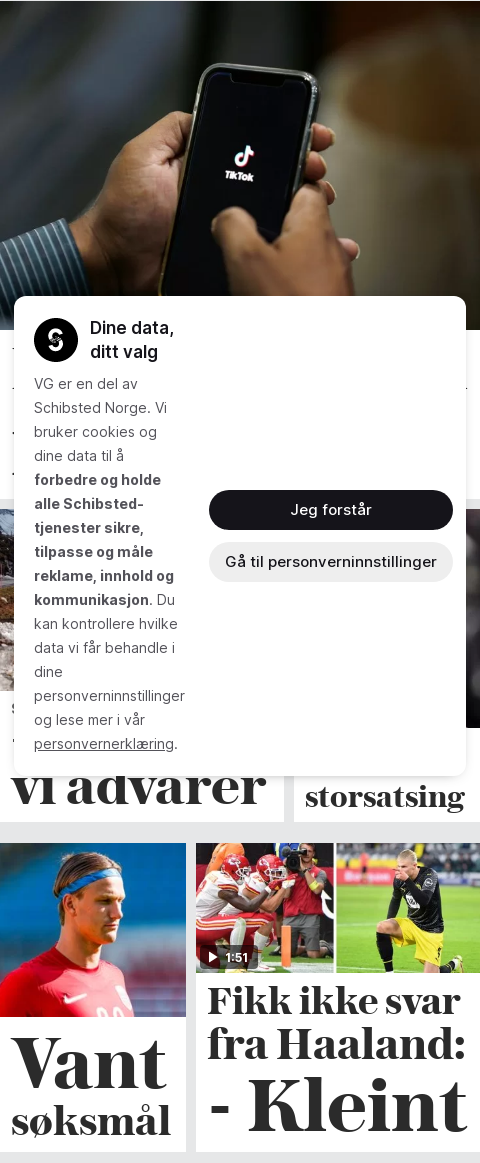 TikTok
Dine data,
ditt valg
VG er en del av
Schibsted Norge. Vi
bruker cookies og
dine data til å
forbedre og holde
alle Schibsted-
tjenester sikre,
tilpasse og måle
reklame, innhold og
kommunikasjon. Du
kan kontrollere hvilke
data vi får behandle i
dine
personverninnstillinger
og lese mer i vår
personvernerklæring.
Jeg forstår
Gå til personverninnstillinger
vi advarer
storsatsing
1:51
Vant
søksmål
Fikk ikke svar
fra Haaland:
- Kleint